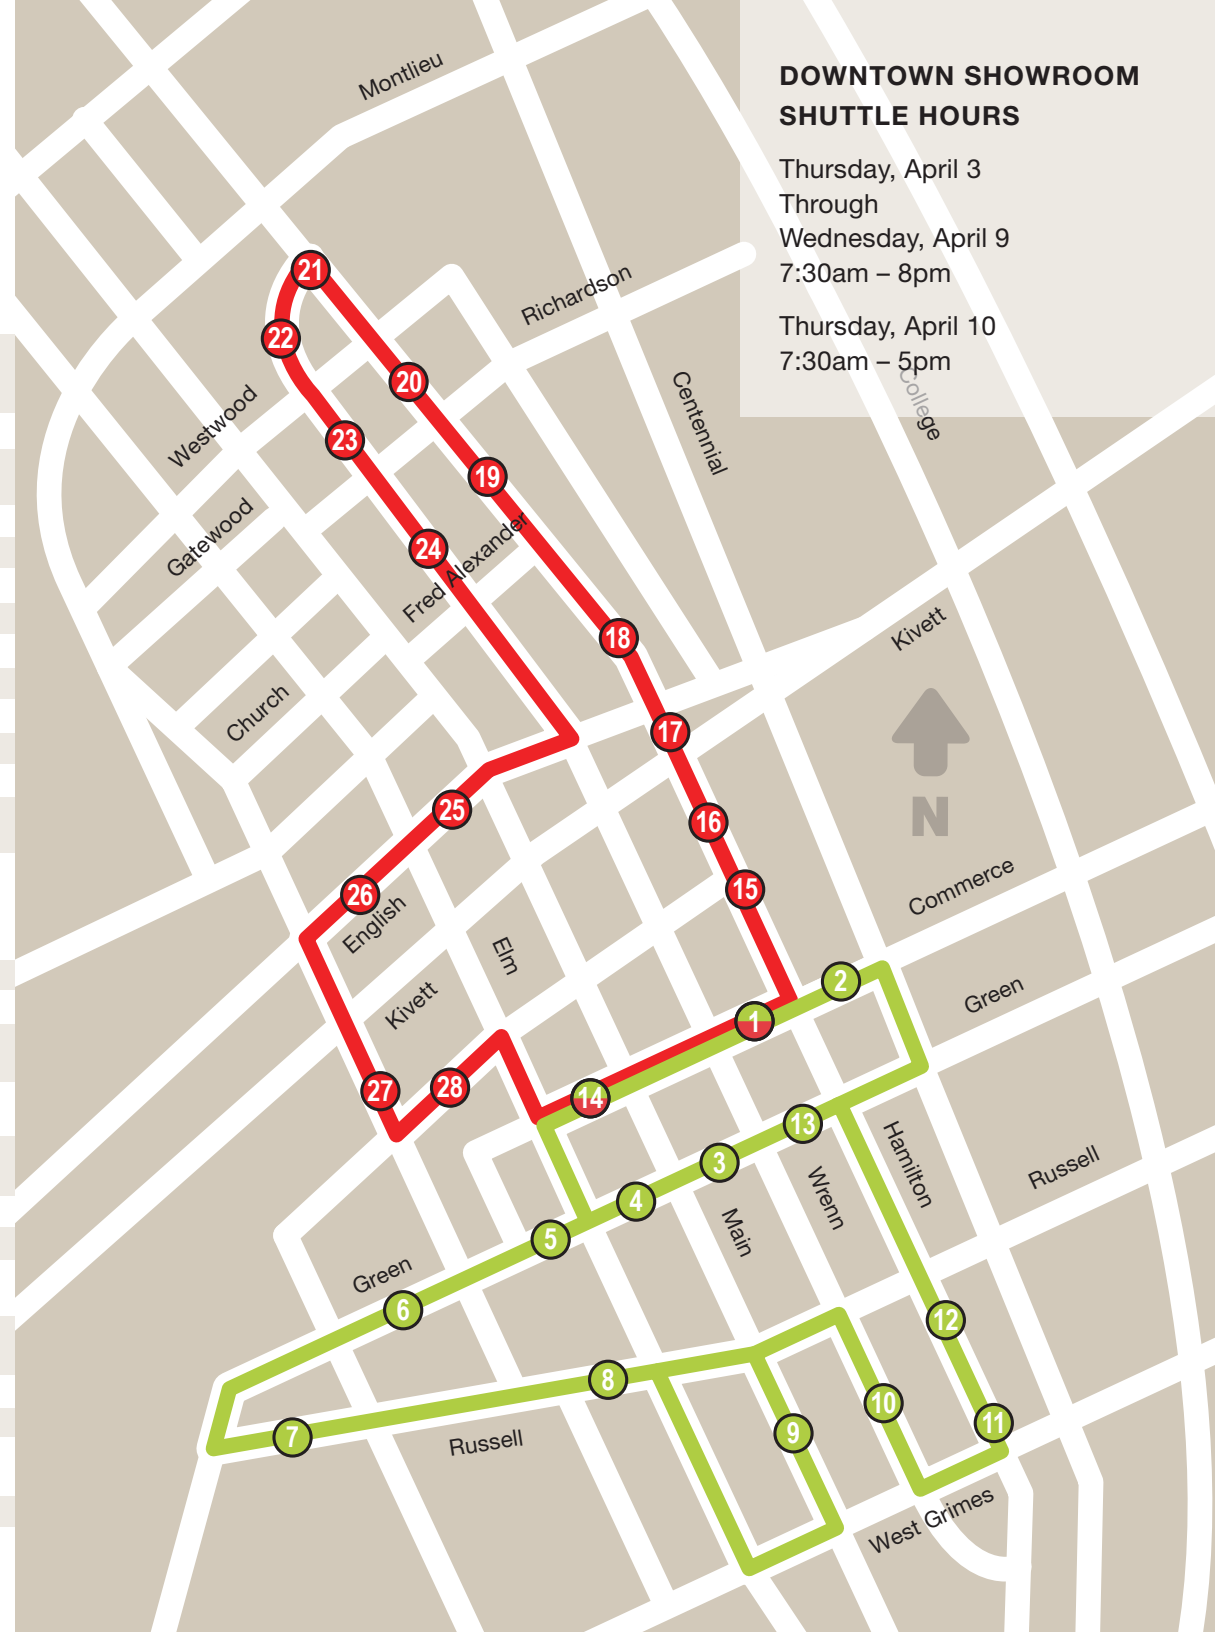 DOWNTOWN SHOWROOM
SHUTTLE HOURS
Thursday, April 3
Through
Wednesday, April 9
7:30am – 8pm
Thursday, April 10
7:30am – 5pm
Montlieu
Richardson
21
22
20
Centennial
College
Westwood
23
19
Gatewood
24
Fred Alexander
18
Kivett
Church
17
25
16
N
15
26
English
Commerce
Elm
2
Green
Kivett
1
27
28
14
13
Hamilton
3
Russell
4
Wrenn
Main
5
Green
6
12
8
10
11
7
9
Russell
West Grimes